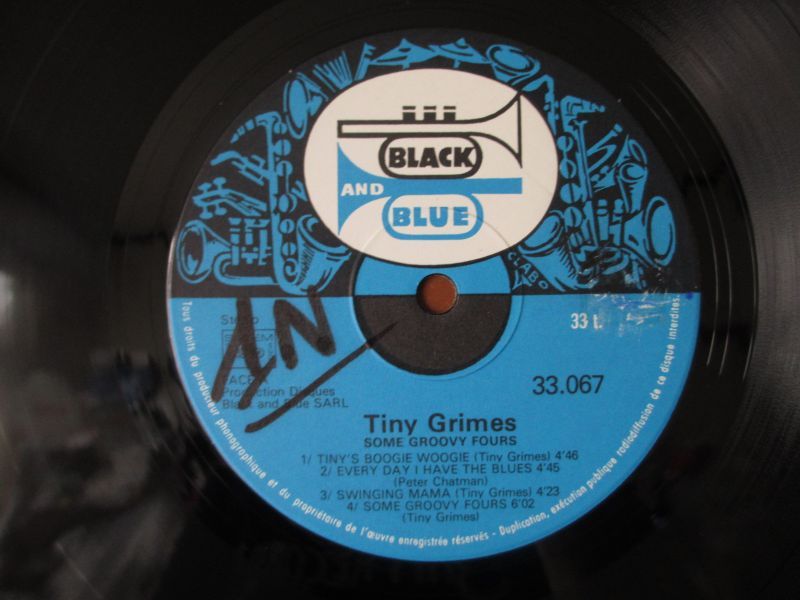 BLACK
AND
BLUE
CLABO
Stereo
33 t.
AN
FACE
Production Disques
Black and Blue SARL
33.067
Tiny Grimes
SOME GROOVY FOURS
1/ TINY'S BOOGIE WOOGIE (Tiny Grimes) 4'46
2/ EVERY DAY I HAVE THE BLUES 4'45
(Peter Chatman)
3/ SWINGING MAMA (Tiny Grimes) 4'23
4/ SOME GROOVY FOURS 6'02
(Tiny Grimes)
Tous droits du producteur phonographique et du propriétaire de l'œuvre enregistrée réservés - Duplication, exécution publique radiodiffusion de ce disque interdites.